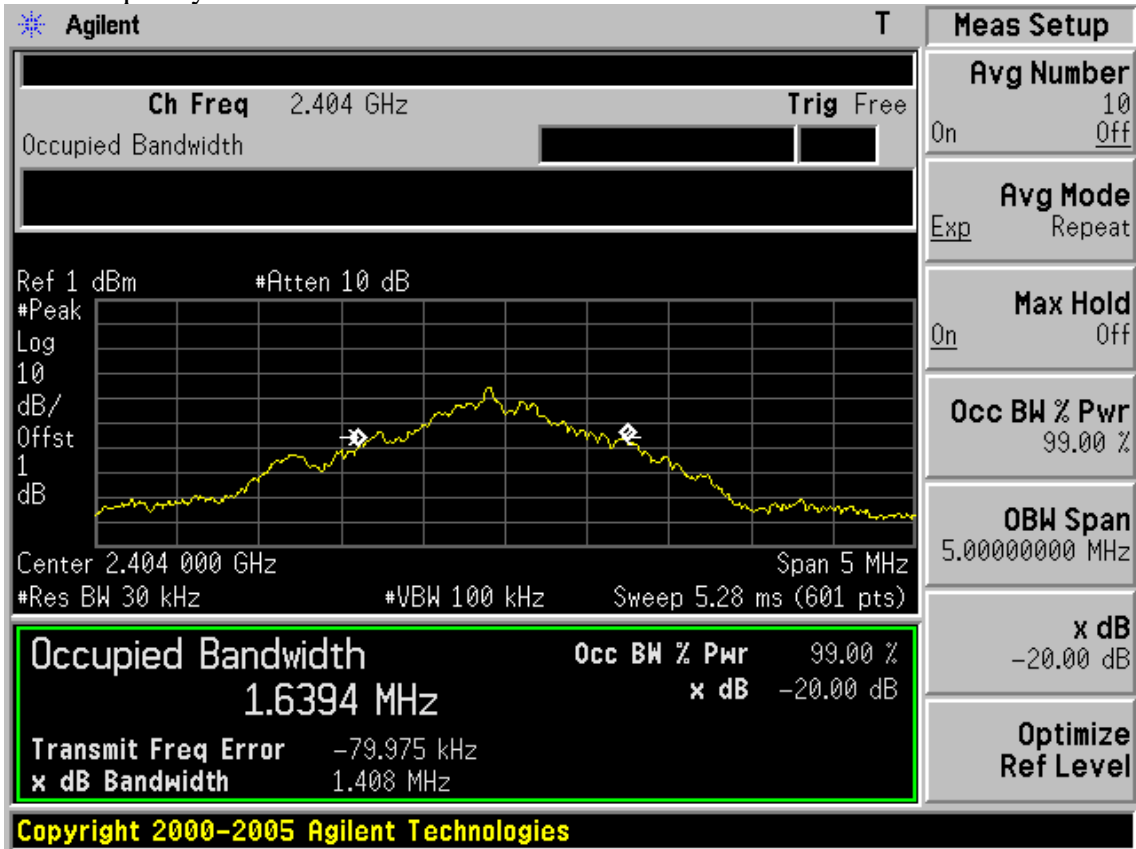 Agilent T
Meas Setup
Ch Freq 2.404 GHz Trig Free
Occupied Bandwidth
Ref 1 dBm #Atten 10 dB
#Peak
Log
10
dB/
Offst
1
dB
Center 2.404 000 GHz Span 5 MHz
#Res BW 30 kHz #VBW 100 kHz Sweep 5.28 ms (601 pts)
Occupied Bandwidth Occ BW % Pwr 99.00 %
1.6394 MHz x dB -20.00 dB
Transmit Freq Error -79.975 kHz
x dB Bandwidth 1.408 MHz
Avg Number
10
On Off
Avg Mode
Exp Repeat
Max Hold
On Off
Occ BW % Pwr
99.00 %
OBW Span
5.00000000 MHz
x dB
-20.00 dB
Optimize
Ref Level
Copyright 2000-2005 Agilent Technologies